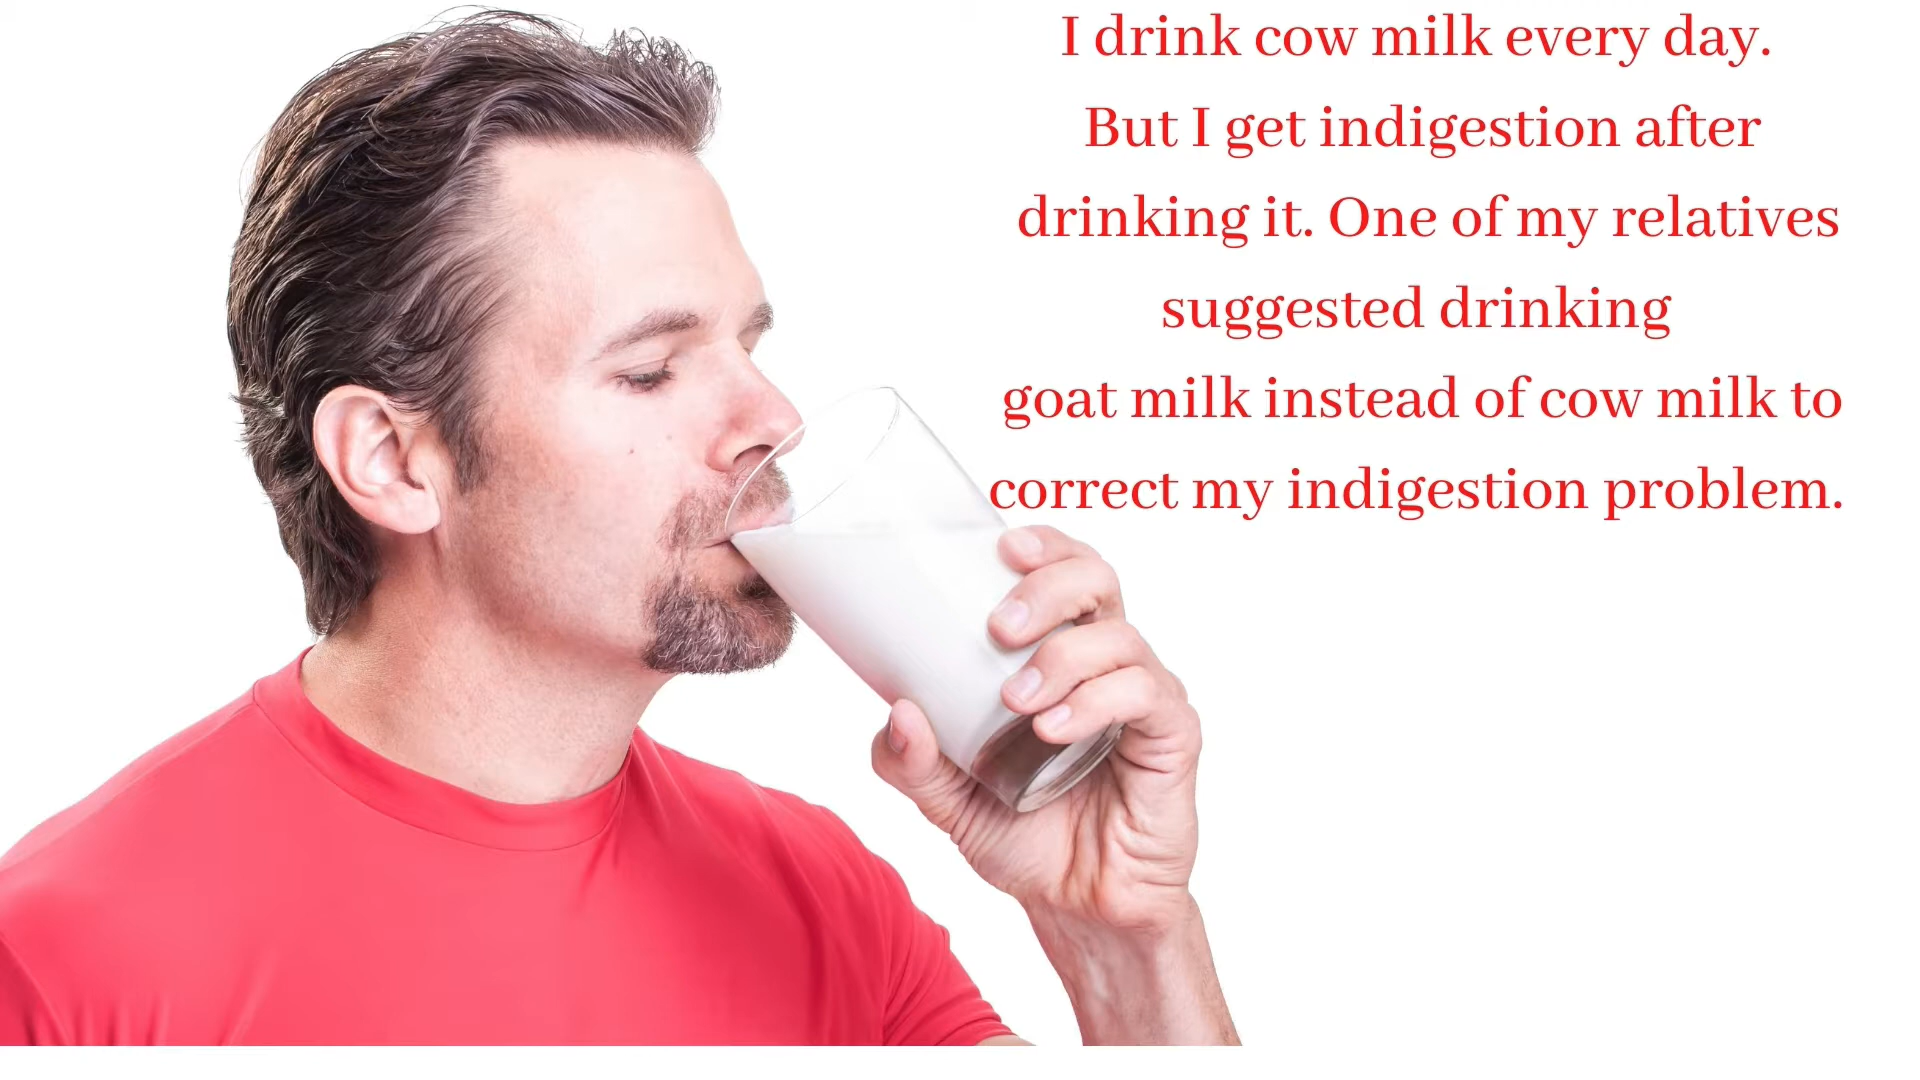 I drink cow milk every day.
But I get indigestion after
drinking it. One of my relatives
suggested drinking
goat milk instead of cow milk to
correct my indigestion problem.